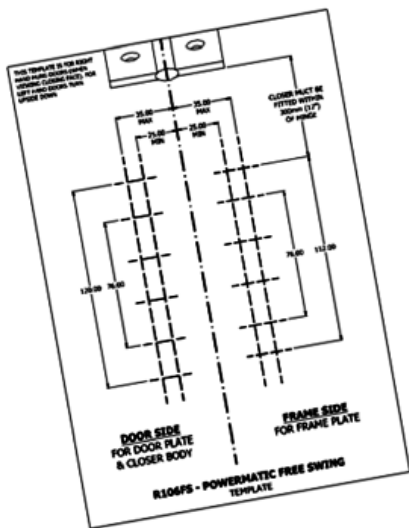 THIS TEMPLATE IS FOR RIGHT
HAND HUNG DOORS (WHEN
VIEWING CLOSING FACE). FOR
LEFT HAND DOORS TURN
UPSIDE DOWN
35.00
MAX
35.00
MAX
25.00
MIN
25.00
MIN
CLOSER MUCT BE
FITTED WITHIN
300mm (12")
OF HINGE
120.00
76.00
76.00
112.00
DOOR SIDE
FOR DOOR PLATE
& CLOSER BODY
FRAME SIDE
FOR FRAME PLATE
R106FS - POWERMATIC FREE SWING
TEMPLATE